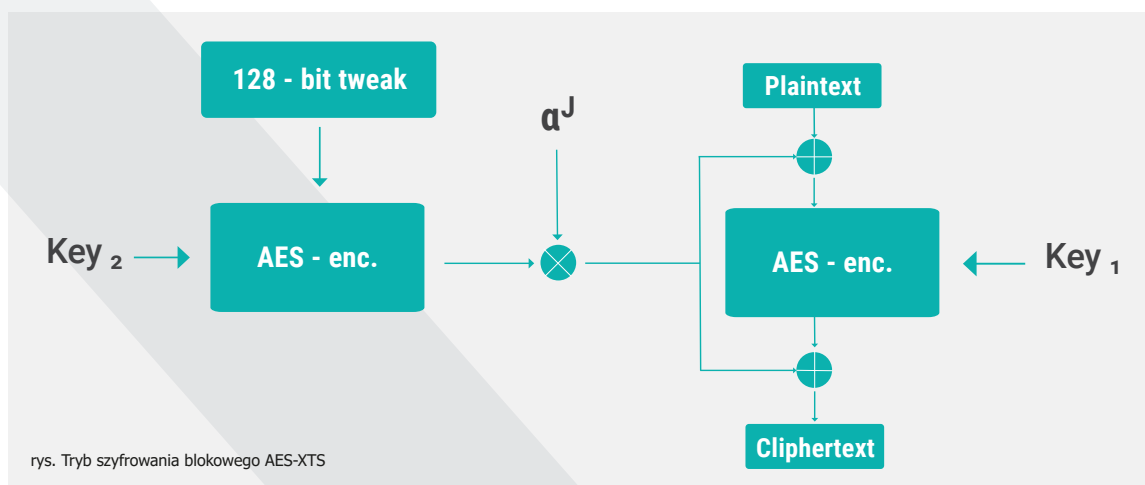 128 - bit tweak
Plaintext
αᴶ
Key ₂
AES - enc.
AES - enc.
Key ₁
Cliphertext
rys. Tryb szyfrowania blokowego AES-XTS